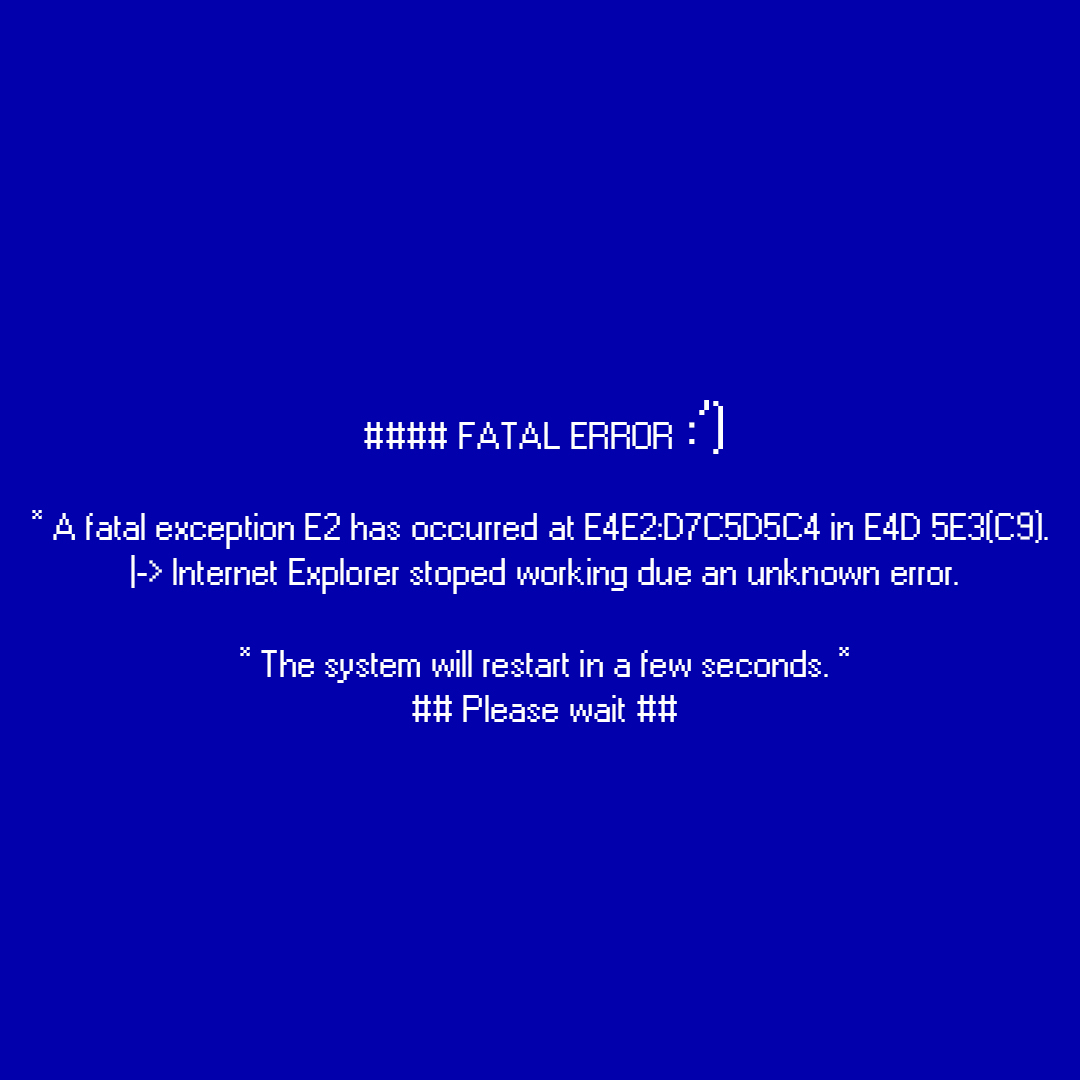 #### FATAL ERROR :´)
* A fatal exception E2 has occurred at E4E2:D7C5D5C4 in E4D 5E3(C9).
|-> Internet Explorer stoped working due an unknown error.
* The system will restart in a few seconds. *
## Please wait ##